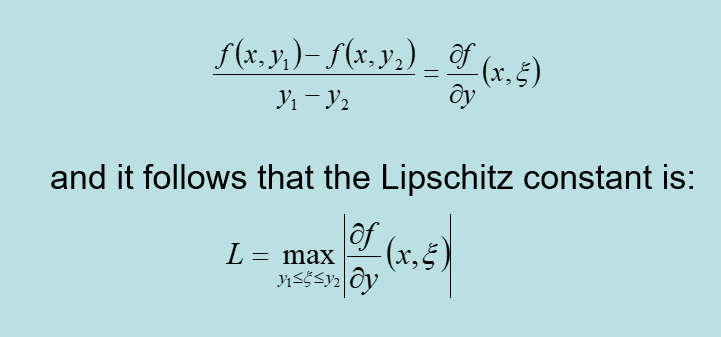 (f(x, y₁) − f(x, y₂)) / (y₁ − y₂) = ∂f/∂y (x, ξ)
and it follows that the Lipschitz constant is:
L = max_{y₁≤ξ≤y₂} |∂f/∂y (x, ξ)|